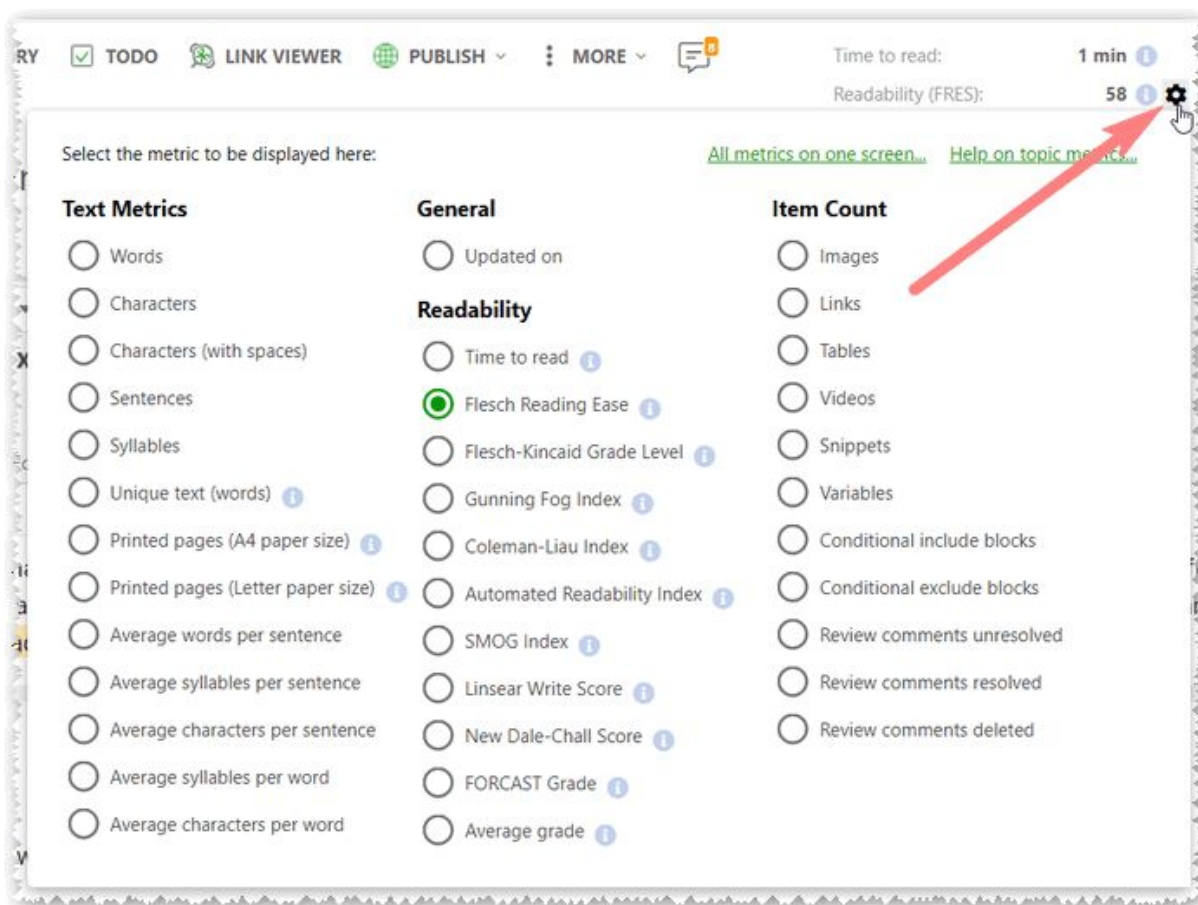 RY TODO LINK VIEWER PUBLISH MORE 8 Time to read: 1 min
Readability (FRES): 58
Select the metric to be displayed here: All metrics on one screen... Help on topic metrics...
Text Metrics
Words
Characters
Characters (with spaces)
Sentences
Syllables
Unique text (words)
Printed pages (A4 paper size)
Printed pages (Letter paper size)
Average words per sentence
Average syllables per sentence
Average characters per sentence
Average syllables per word
Average characters per word
General
Updated on
Readability
Time to read
Flesch Reading Ease
Flesch-Kincaid Grade Level
Gunning Fog Index
Coleman-Liau Index
Automated Readability Index
SMOG Index
Linsear Write Score
New Dale-Chall Score
FORCAST Grade
Average grade
Item Count
Images
Links
Tables
Videos
Snippets
Variables
Conditional include blocks
Conditional exclude blocks
Review comments unresolved
Review comments resolved
Review comments deleted